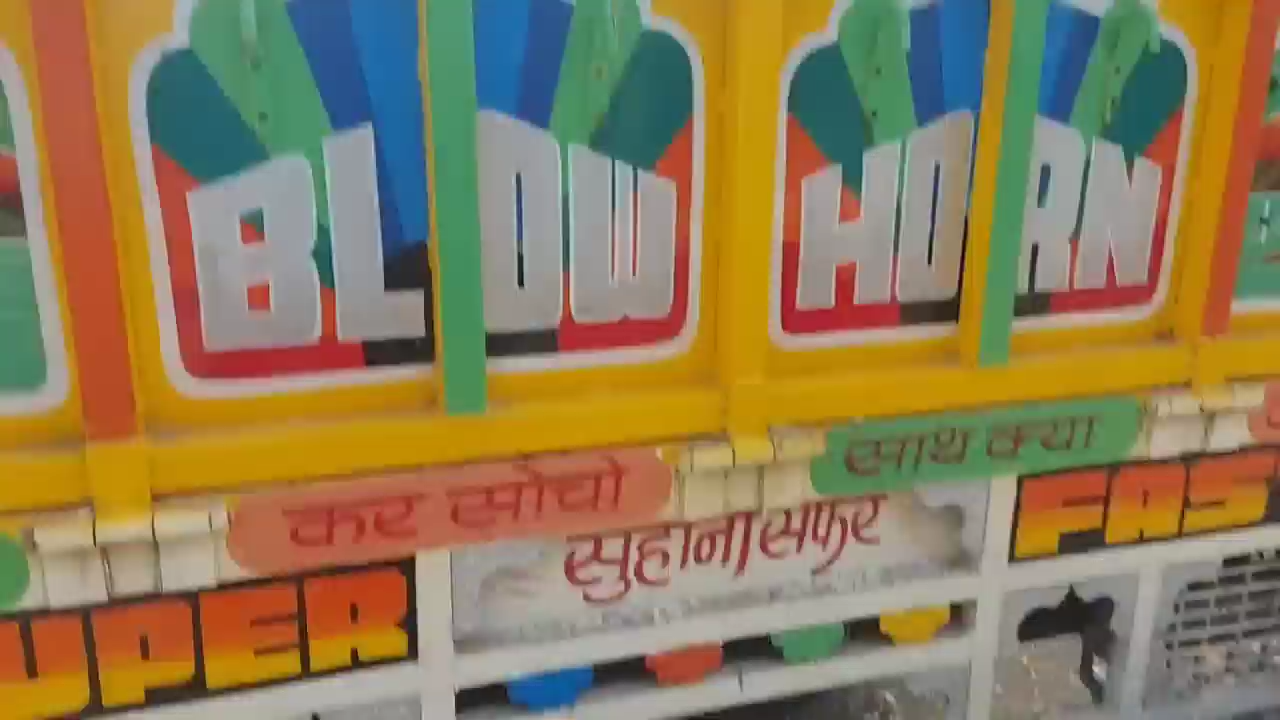 BLOW HORN
कर सोचो साथ क्या
सुहाना सफर
UPER FAS